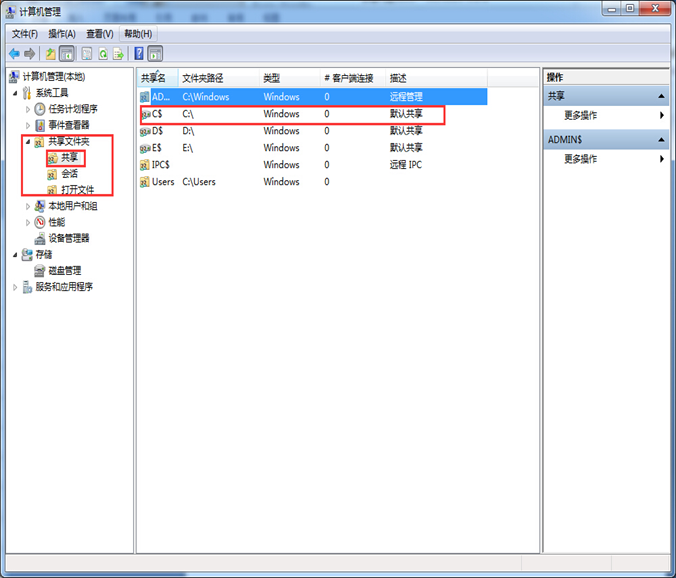 计算机管理
文件(F) 操作(A) 查看(V) 帮助(H)
计算机管理(本地)
系统工具
任务计划程序
事件查看器
共享文件夹
共享
会话
打开文件
本地用户和组
性能
设备管理器
存储
磁盘管理
服务和应用程序
共享名 文件夹路径 类型 # 客户端连接 描述
AD... C:\Windows Windows 0 远程管理
C$ C:\ Windows 0 默认共享
D$ D:\ Windows 0 默认共享
E$ E:\ Windows 0 默认共享
IPC$ Windows 0 远程 IPC
Users C:\Users Windows 0
操作
共享
更多操作
ADMIN$
更多操作